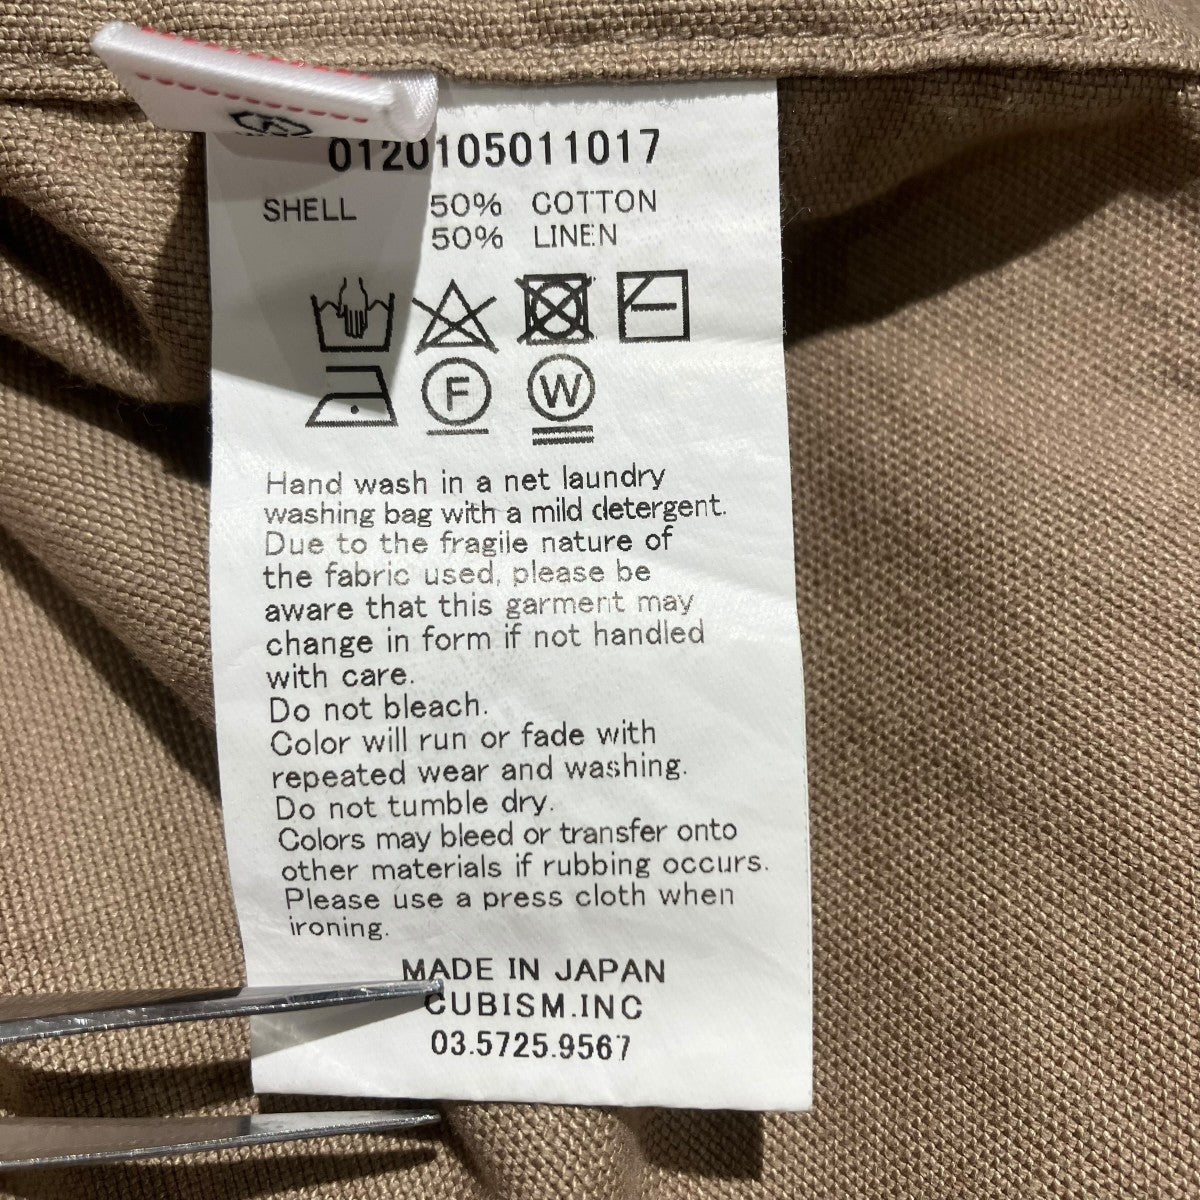 0120105011017
SHELL 50% COTTON
50% LINEN
F W
Hand wash in a net laundry
washing bag with a mild detergent.
Due to the fragile nature of
the fabric used, please be
aware that this garment may
change in form if not handled
with care.
Do not bleach.
Color will run or fade with
repeated wear and washing.
Do not tumble dry.
Colors may bleed or transfer onto
other materials if rubbing occurs.
Please use a press cloth when
ironing.
MADE IN JAPAN
CUBISM.INC
03.5725.9567